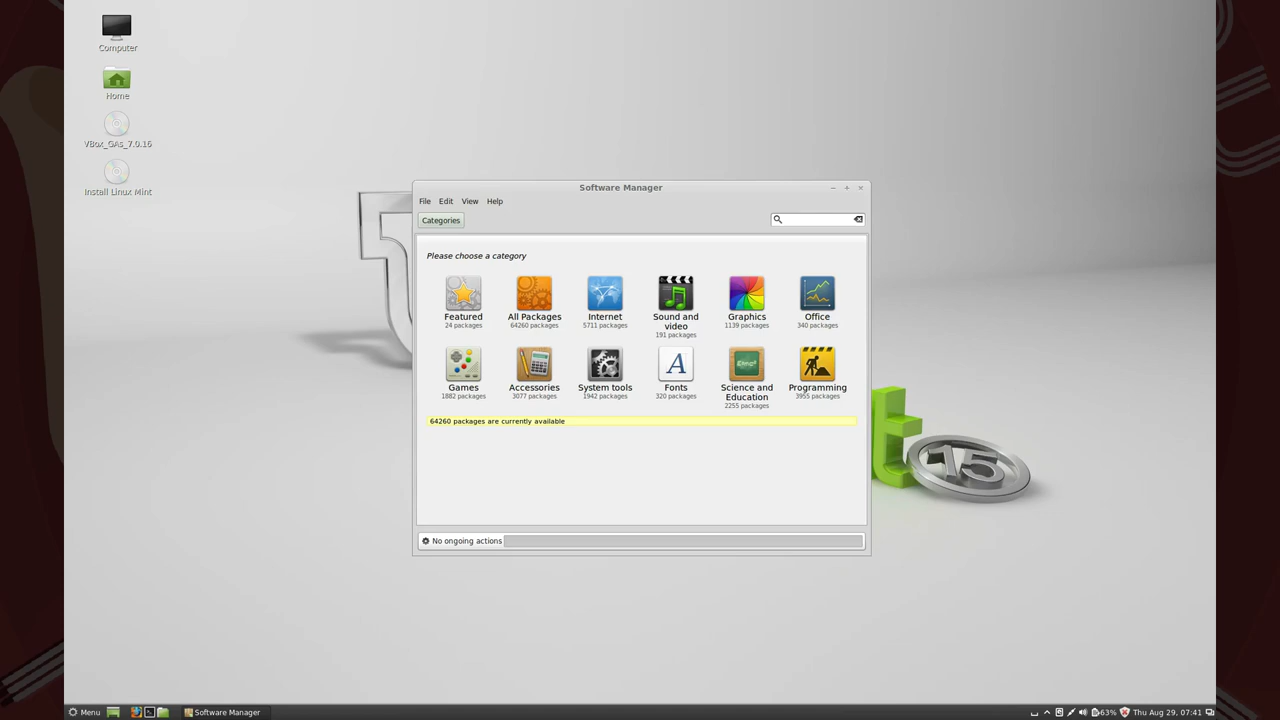 Computer
Home
VBox_GAs_7.0.16
Install Linux Mint
Software Manager
File Edit View Help
Categories
Please choose a category
Featured
24 packages
All Packages
64260 packages
Internet
5711 packages
Sound and
video
191 packages
Graphics
1139 packages
Office
340 packages
Games
1882 packages
Accessories
3077 packages
System tools
1942 packages
Fonts
320 packages
Science and
Education
2255 packages
Programming
3955 packages
64260 packages are currently available
No ongoing actions
t
15
Menu
Software Manager
63%
Thu Aug 29, 07:41